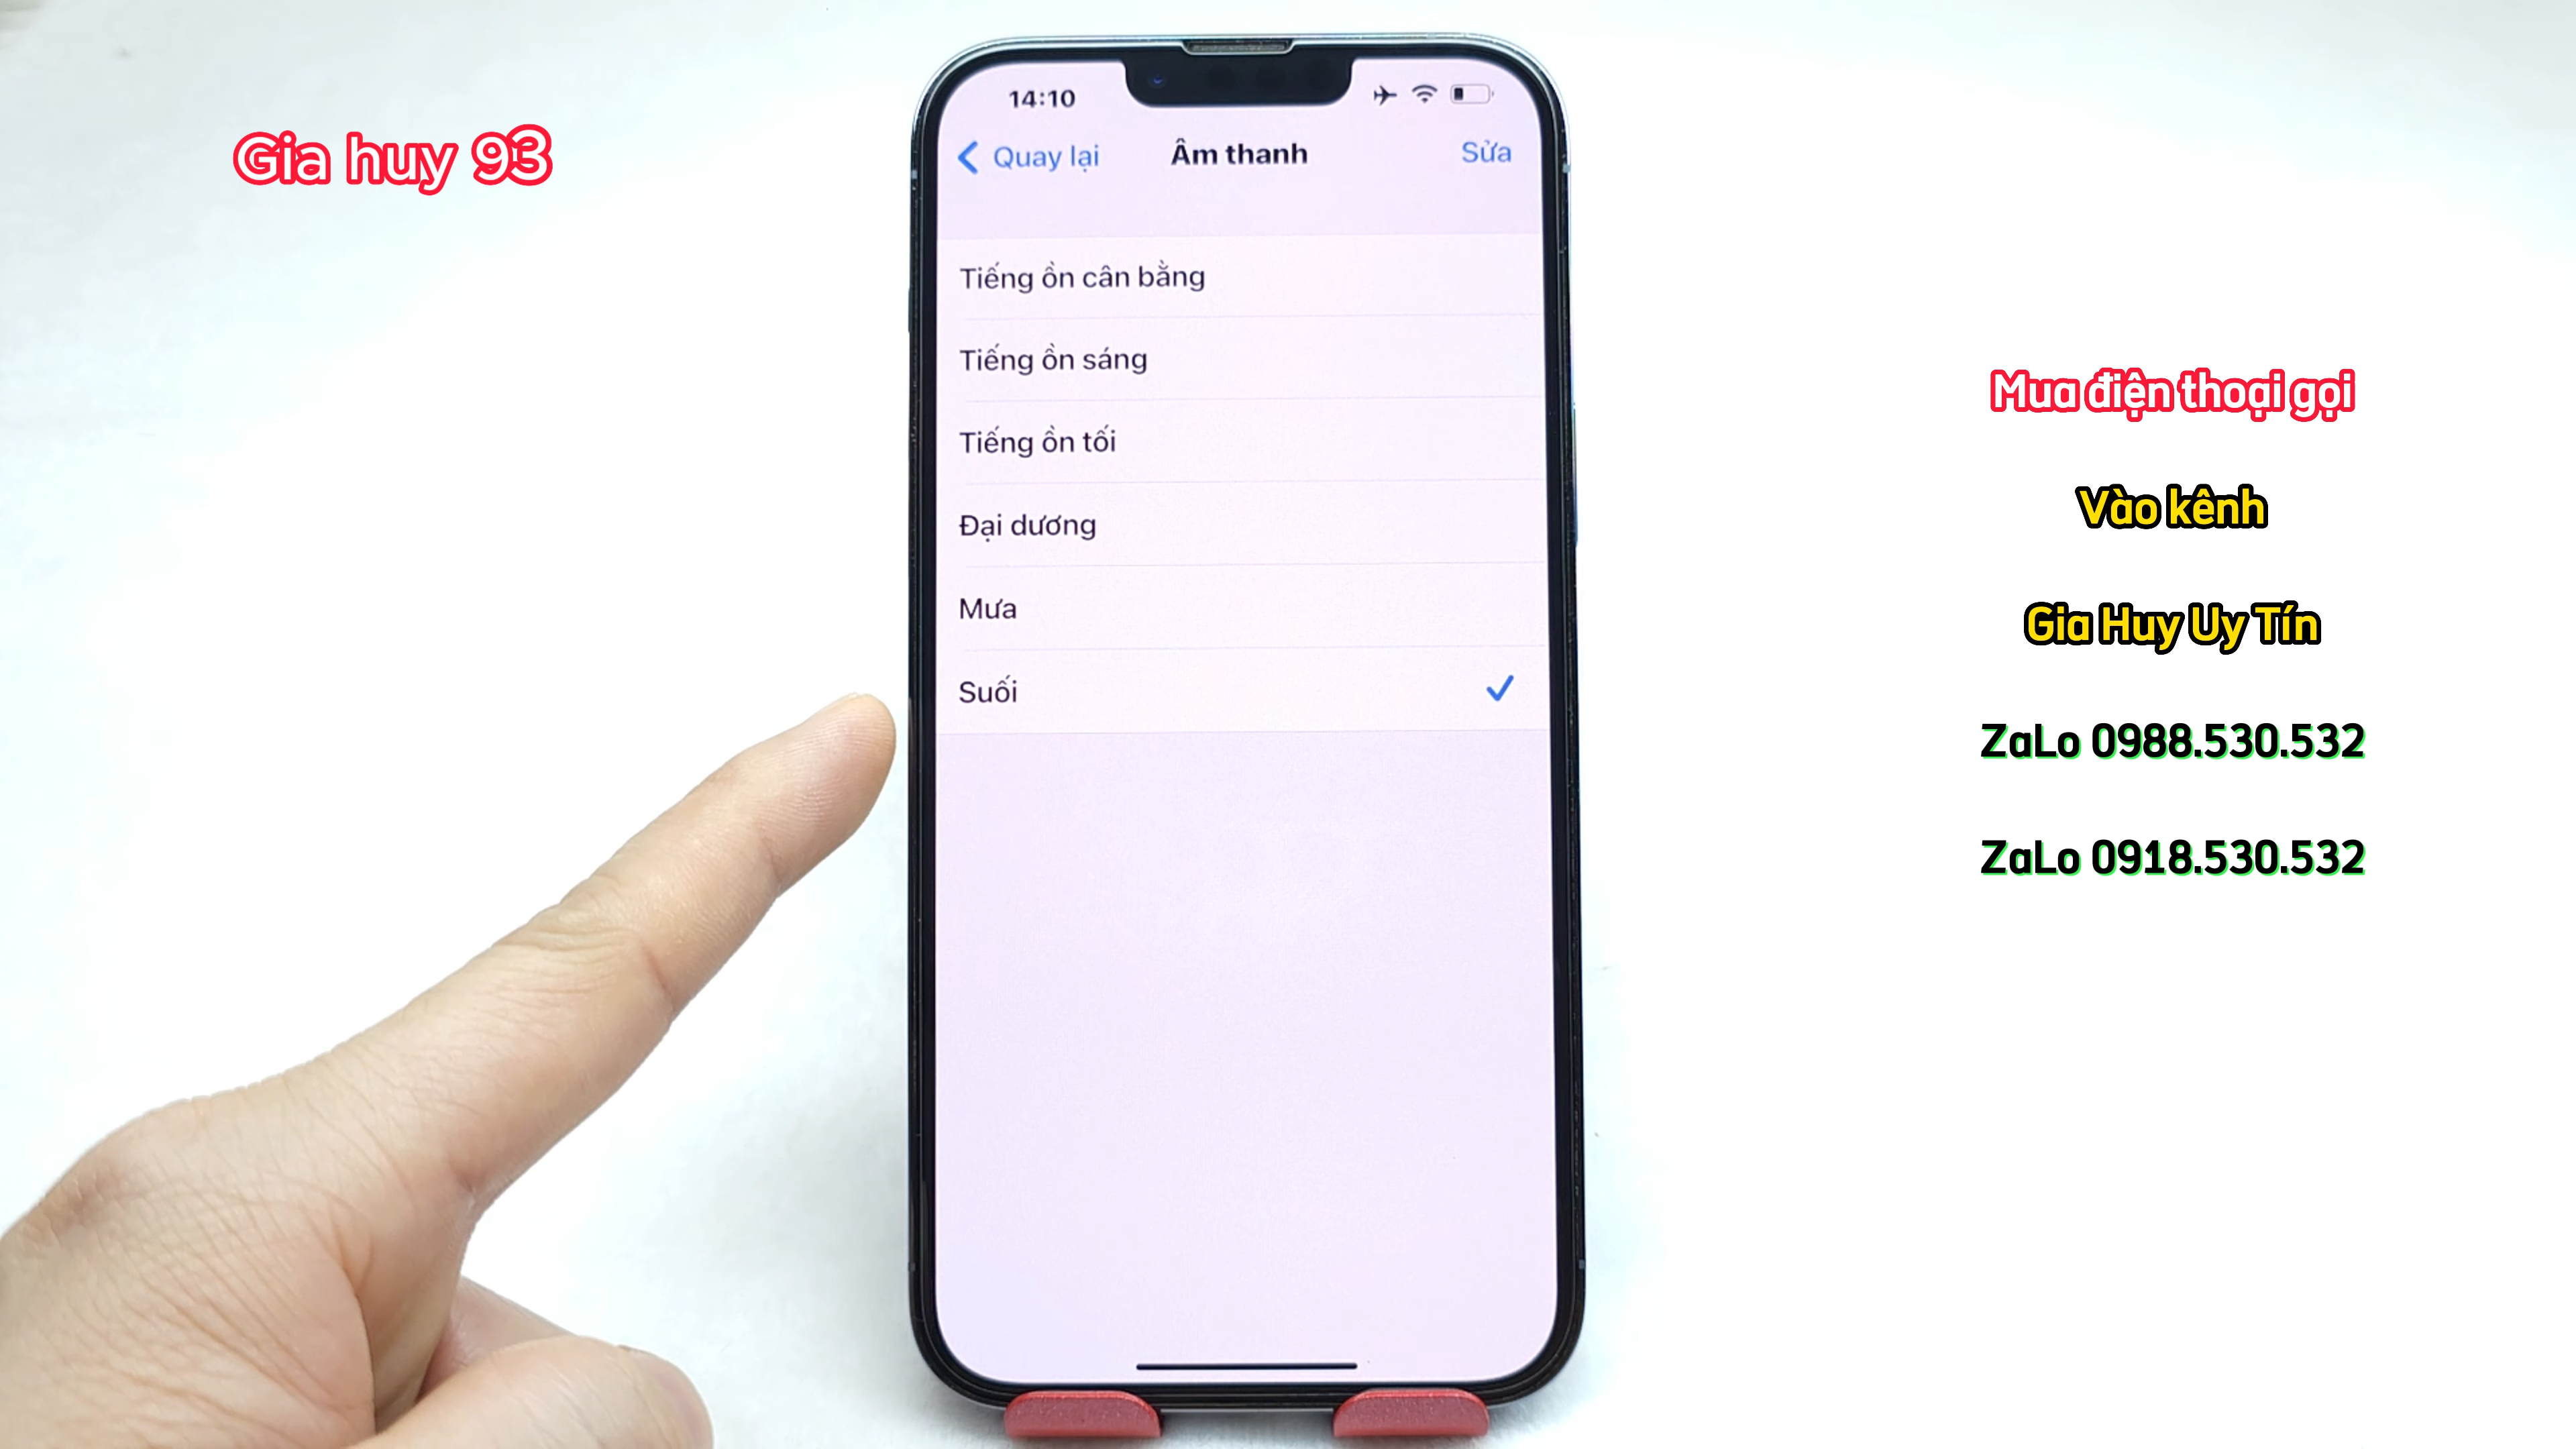 Gia huy 93
14:10
Quay lại
Âm thanh
Sửa
Tiếng ồn cân bằng
Tiếng ồn sáng
Tiếng ồn tối
Đại dương
Mưa
Suối
Mua điện thoại gọi
Vào kênh
Gia Huy Uy Tín
ZaLo 0988.530.532
ZaLo 0918.530.532